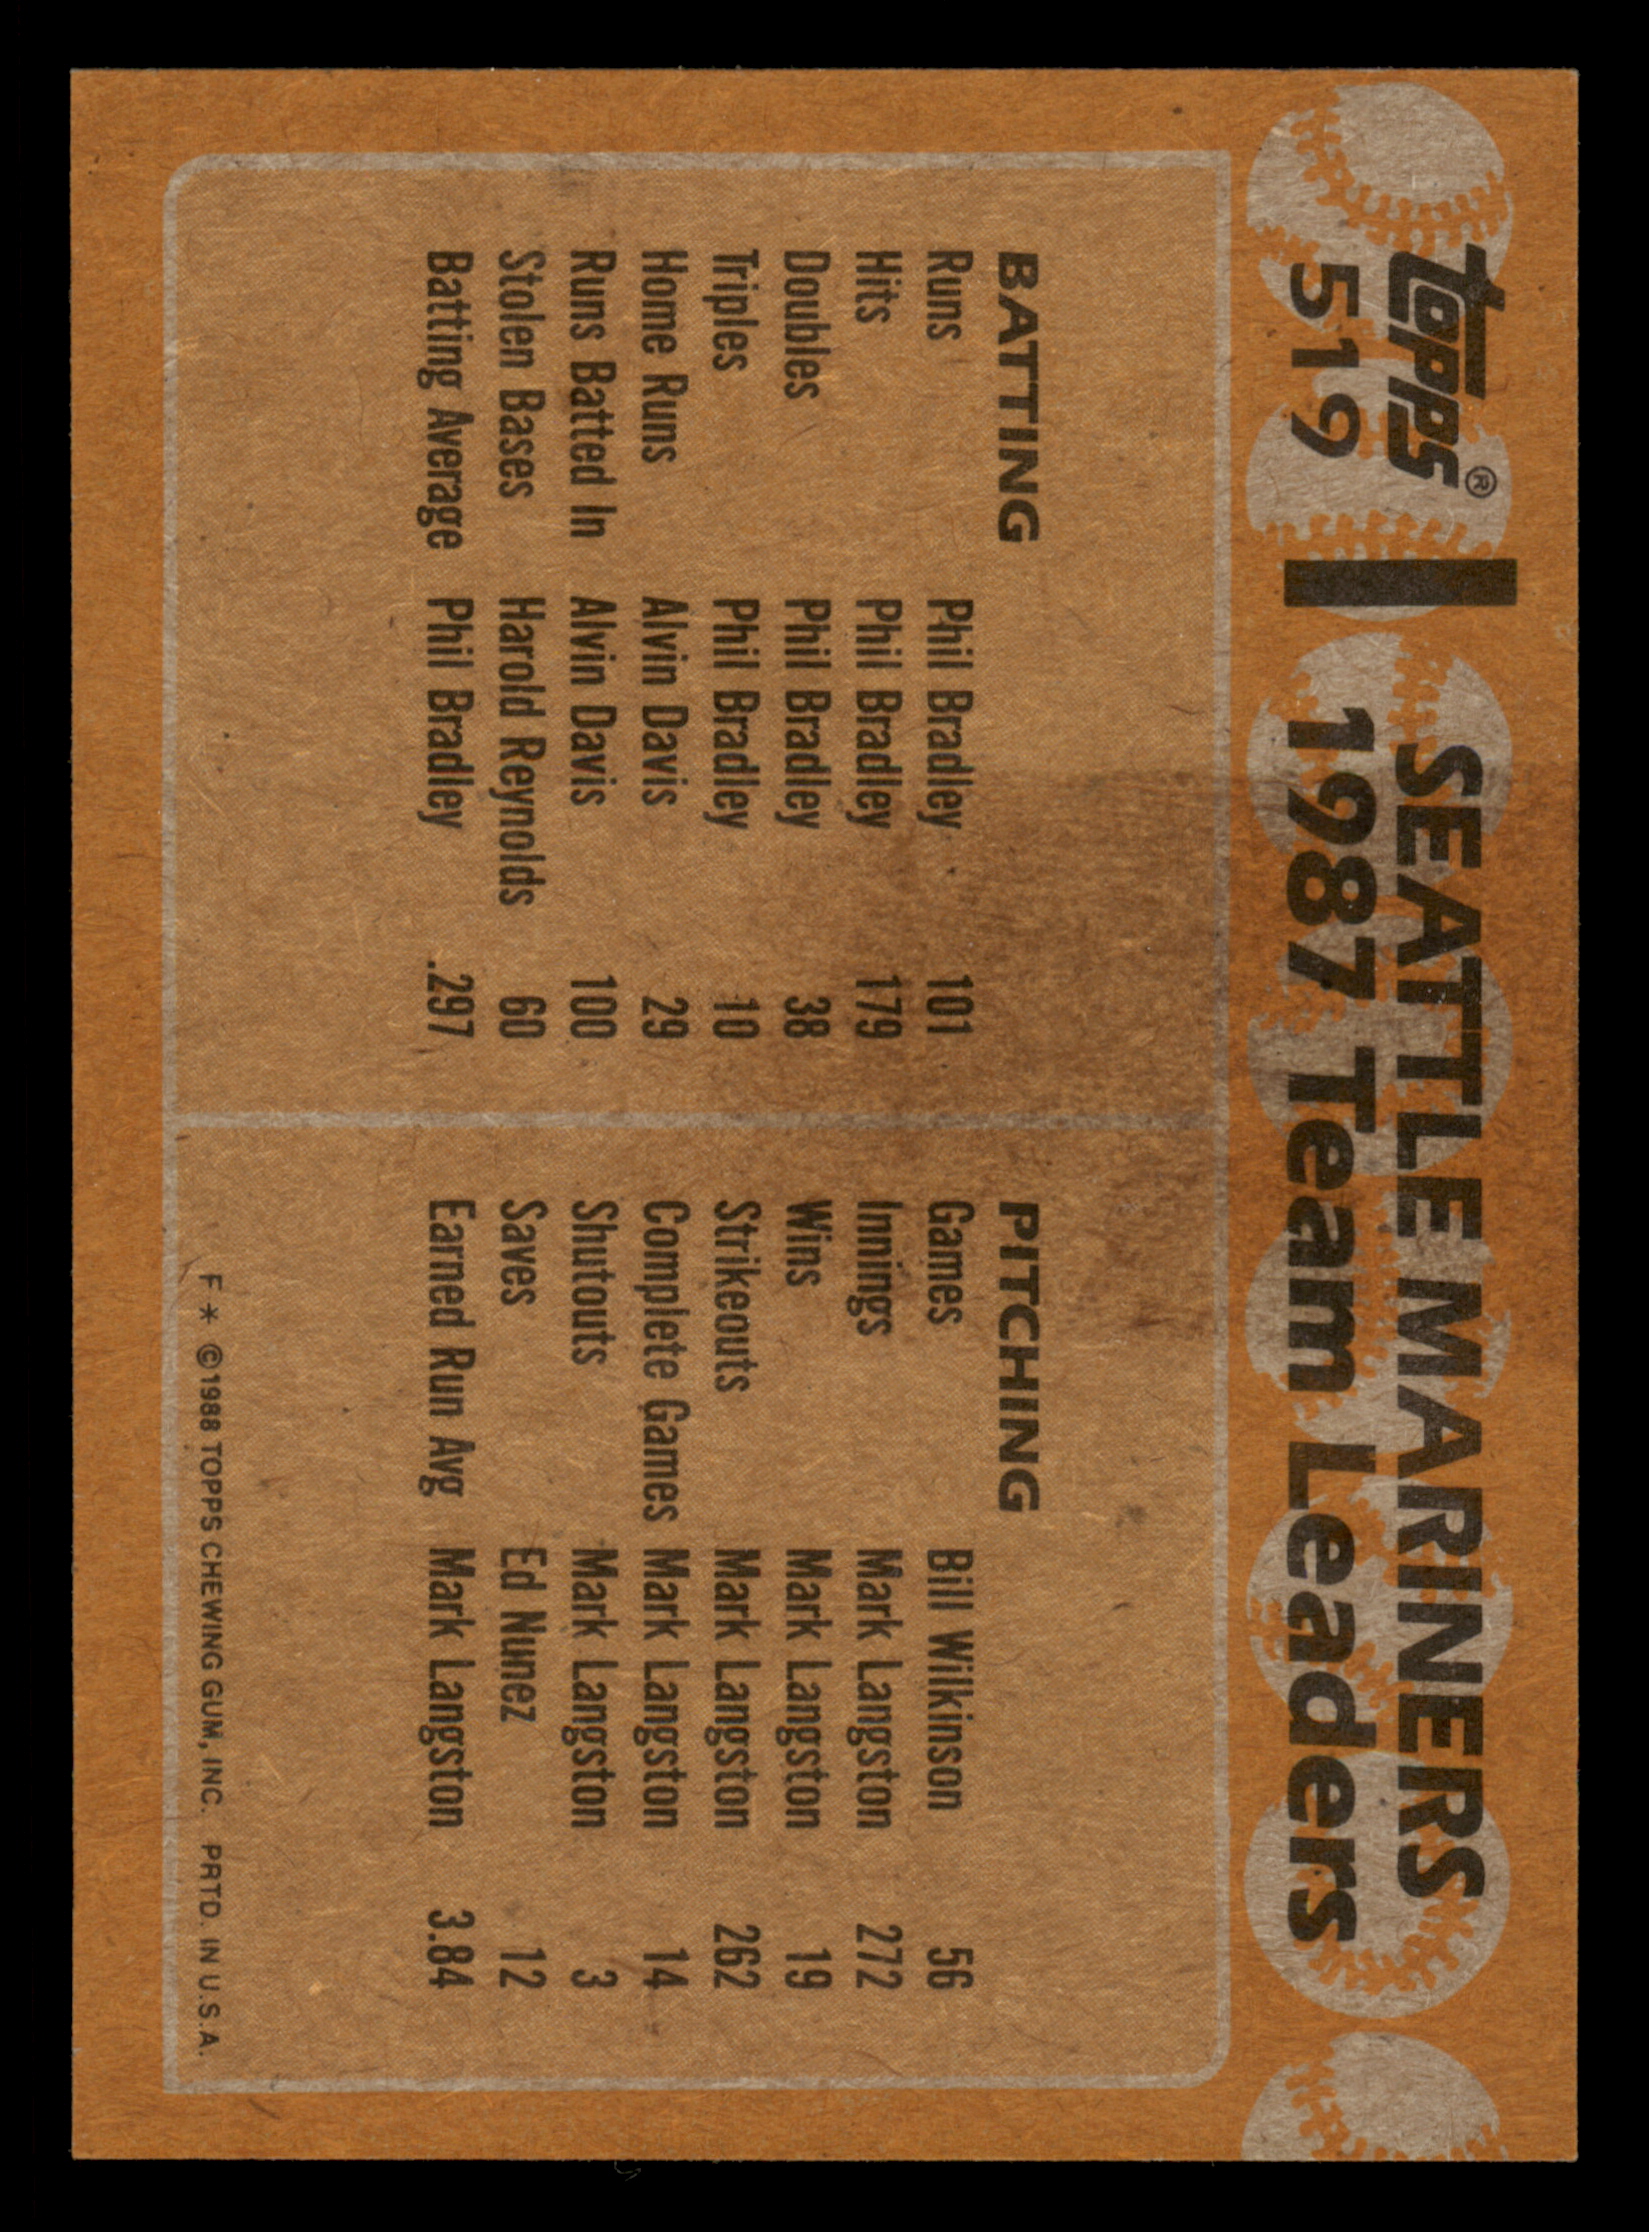 Topps®
519
SEATTLE MARINERS
1987 Team Leaders
BATTING
Runs Phil Bradley 101
Hits Phil Bradley 179
Doubles Phil Bradley 38
Triples Phil Bradley 10
Home Runs Alvin Davis 29
Runs Batted In Alvin Davis 100
Stolen Bases Harold Reynolds 60
Batting Average Phil Bradley .297
PITCHING
Games Bill Wilkinson 56
Innings Mark Langston 272
Wins Mark Langston 19
Strikeouts Mark Langston 262
Complete Games Mark Langston 14
Shutouts Mark Langston 3
Saves Ed Nunez 12
Earned Run Avg Mark Langston 3.84
F* ©1988 TOPPS CHEWING GUM, INC. PRTD. IN U.S.A.